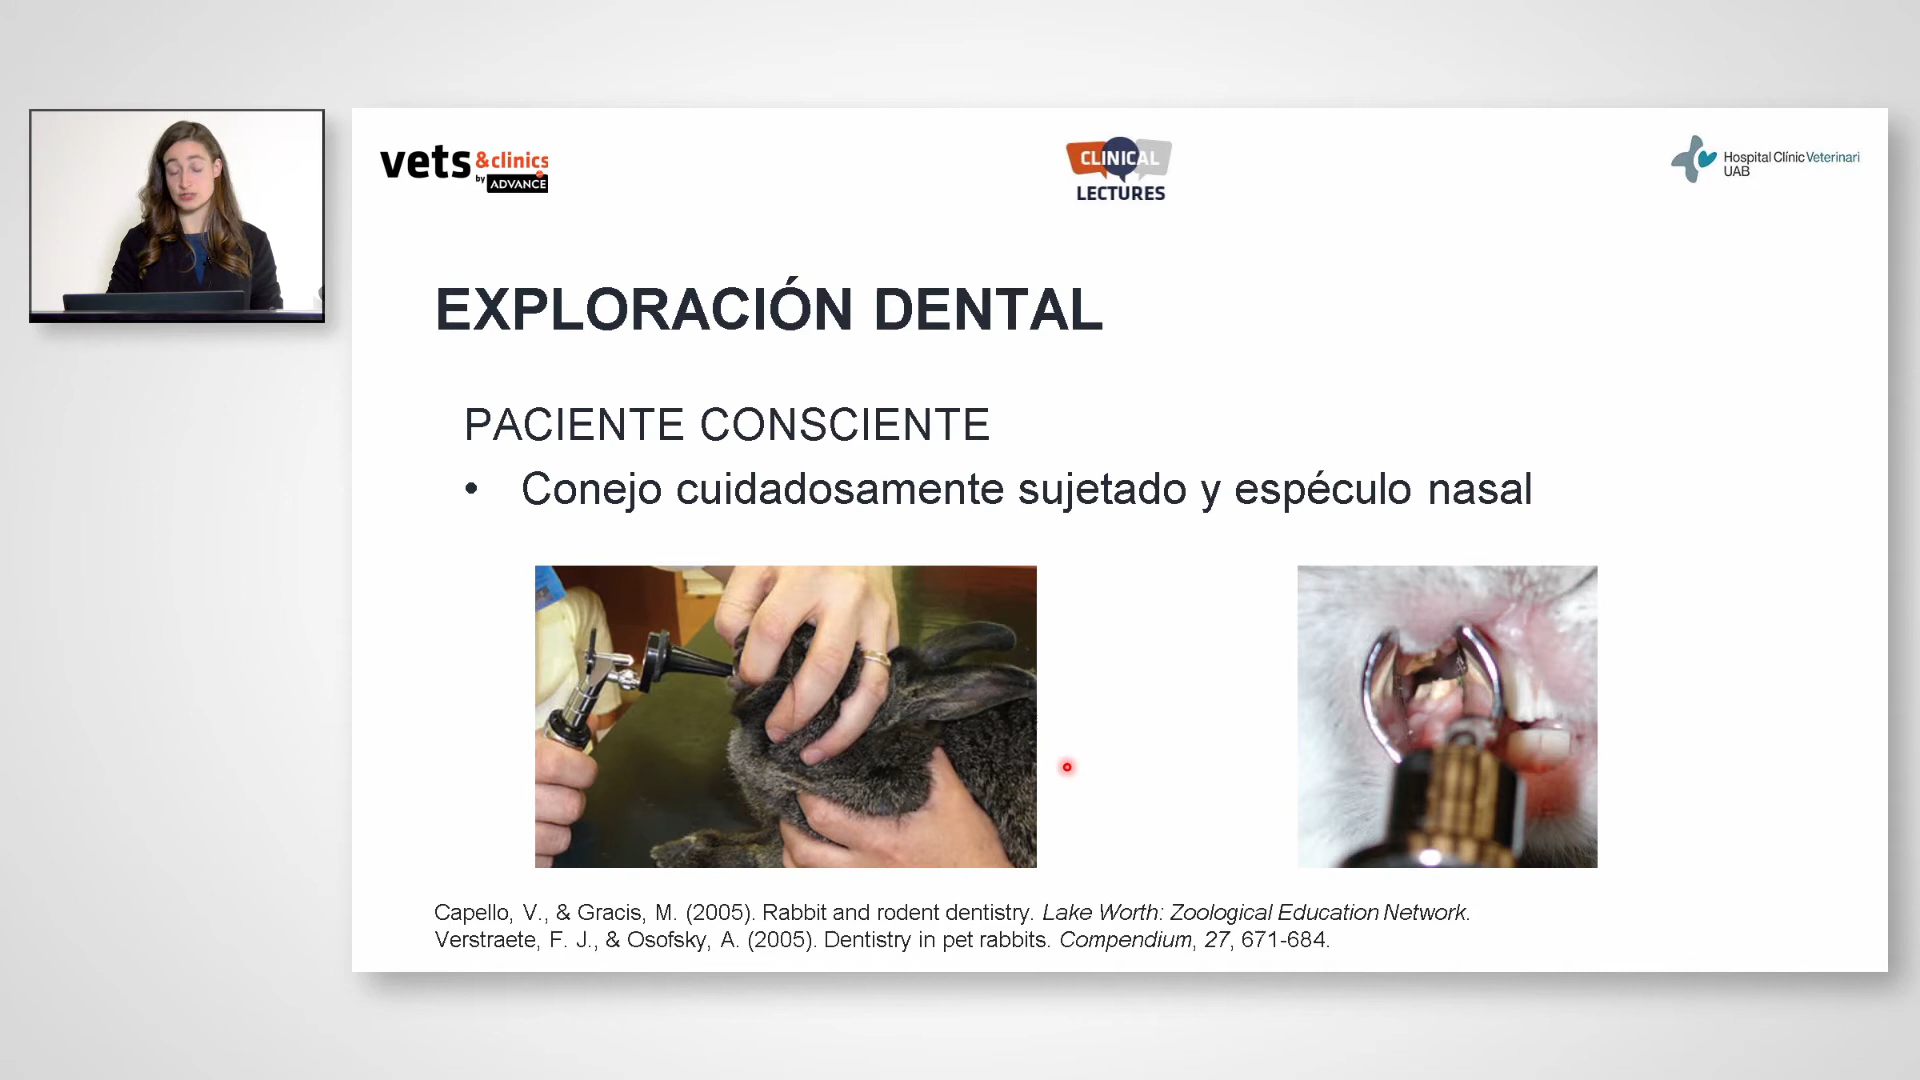 vets &clinics
by ADVANCE
CLINICAL
LECTURES
Hospital Clínic Veterinari
UAB
EXPLORACIÓN DENTAL
PACIENTE CONSCIENTE
• Conejo cuidadosamente sujetado y espéculo nasal
Capello, V., & Gracis, M. (2005). Rabbit and rodent dentistry. Lake Worth: Zoological Education Network.
Verstraete, F. J., & Osofsky, A. (2005). Dentistry in pet rabbits. Compendium, 27, 671-684.